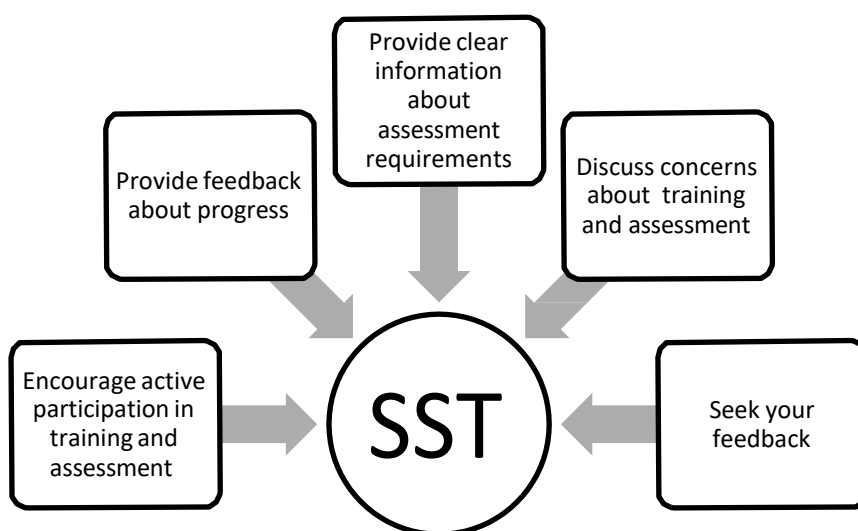 Provide clear
information
about
assessment
requirements
Provide feedback
about progress
Discuss concerns
about training
and assessment
Encourage active
participation in
training and
assessment
SST
Seek your
feedback